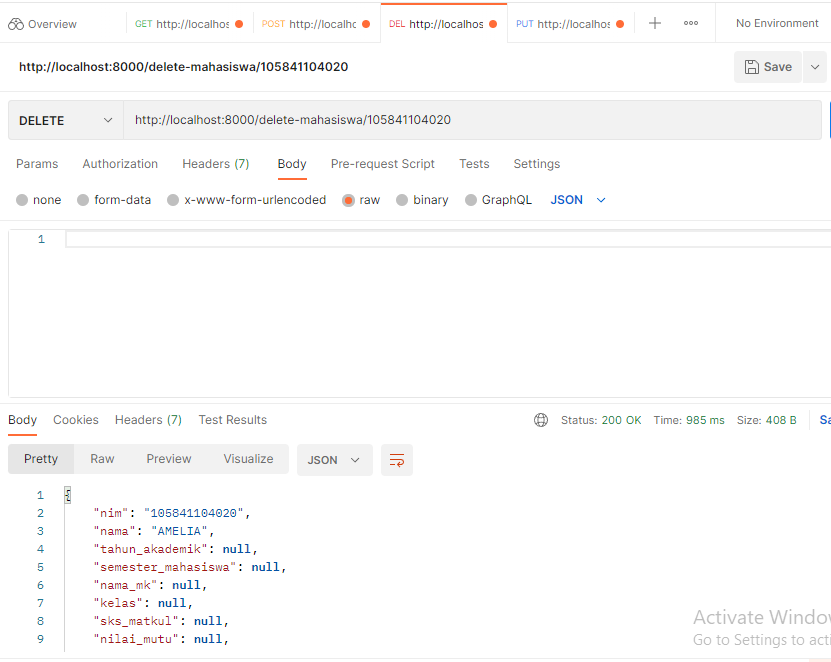 Overview GET http://localhos POST http://localhc DEL http://localhos PUT http://localhos No Environment
http://localhost:8000/delete-mahasiswa/105841104020 Save
DELETE http://localhost:8000/delete-mahasiswa/105841104020
Params Authorization Headers (7) Body Pre-request Script Tests Settings
none form-data x-www-form-urlencoded raw binary GraphQL JSON
1
Body Cookies Headers (7) Test Results Status: 200 OK Time: 985 ms Size: 408 B Sa
Pretty Raw Preview Visualize JSON
1 {
2 "nim": "105841104020",
3 "nama": "AMELIA",
4 "tahun_akademik": null,
5 "semester_mahasiswa": null,
6 "nama_mk": null,
7 "kelas": null,
8 "sks_matkul": null,
9 "nilai_mutu": null,
Activate Windo
Go to Settings to acti